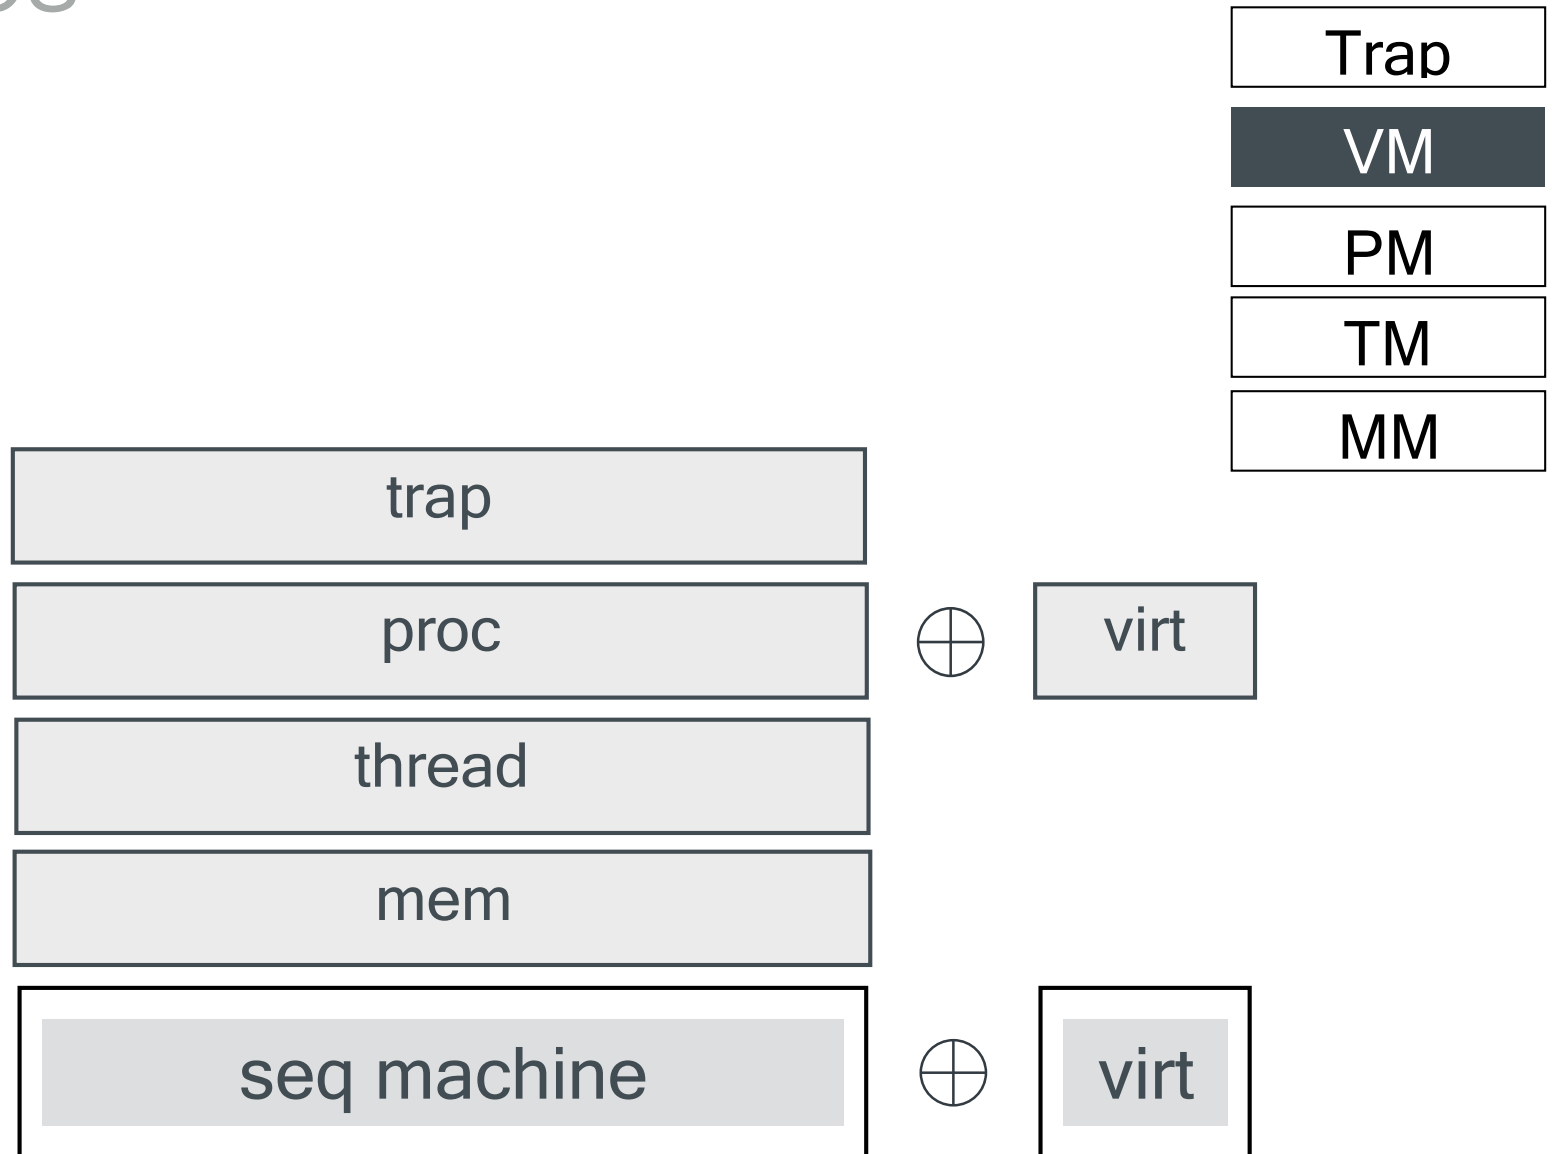 Trap
VM
PM
TM
MM
trap
proc
virt
thread
mem
seq machine
virt